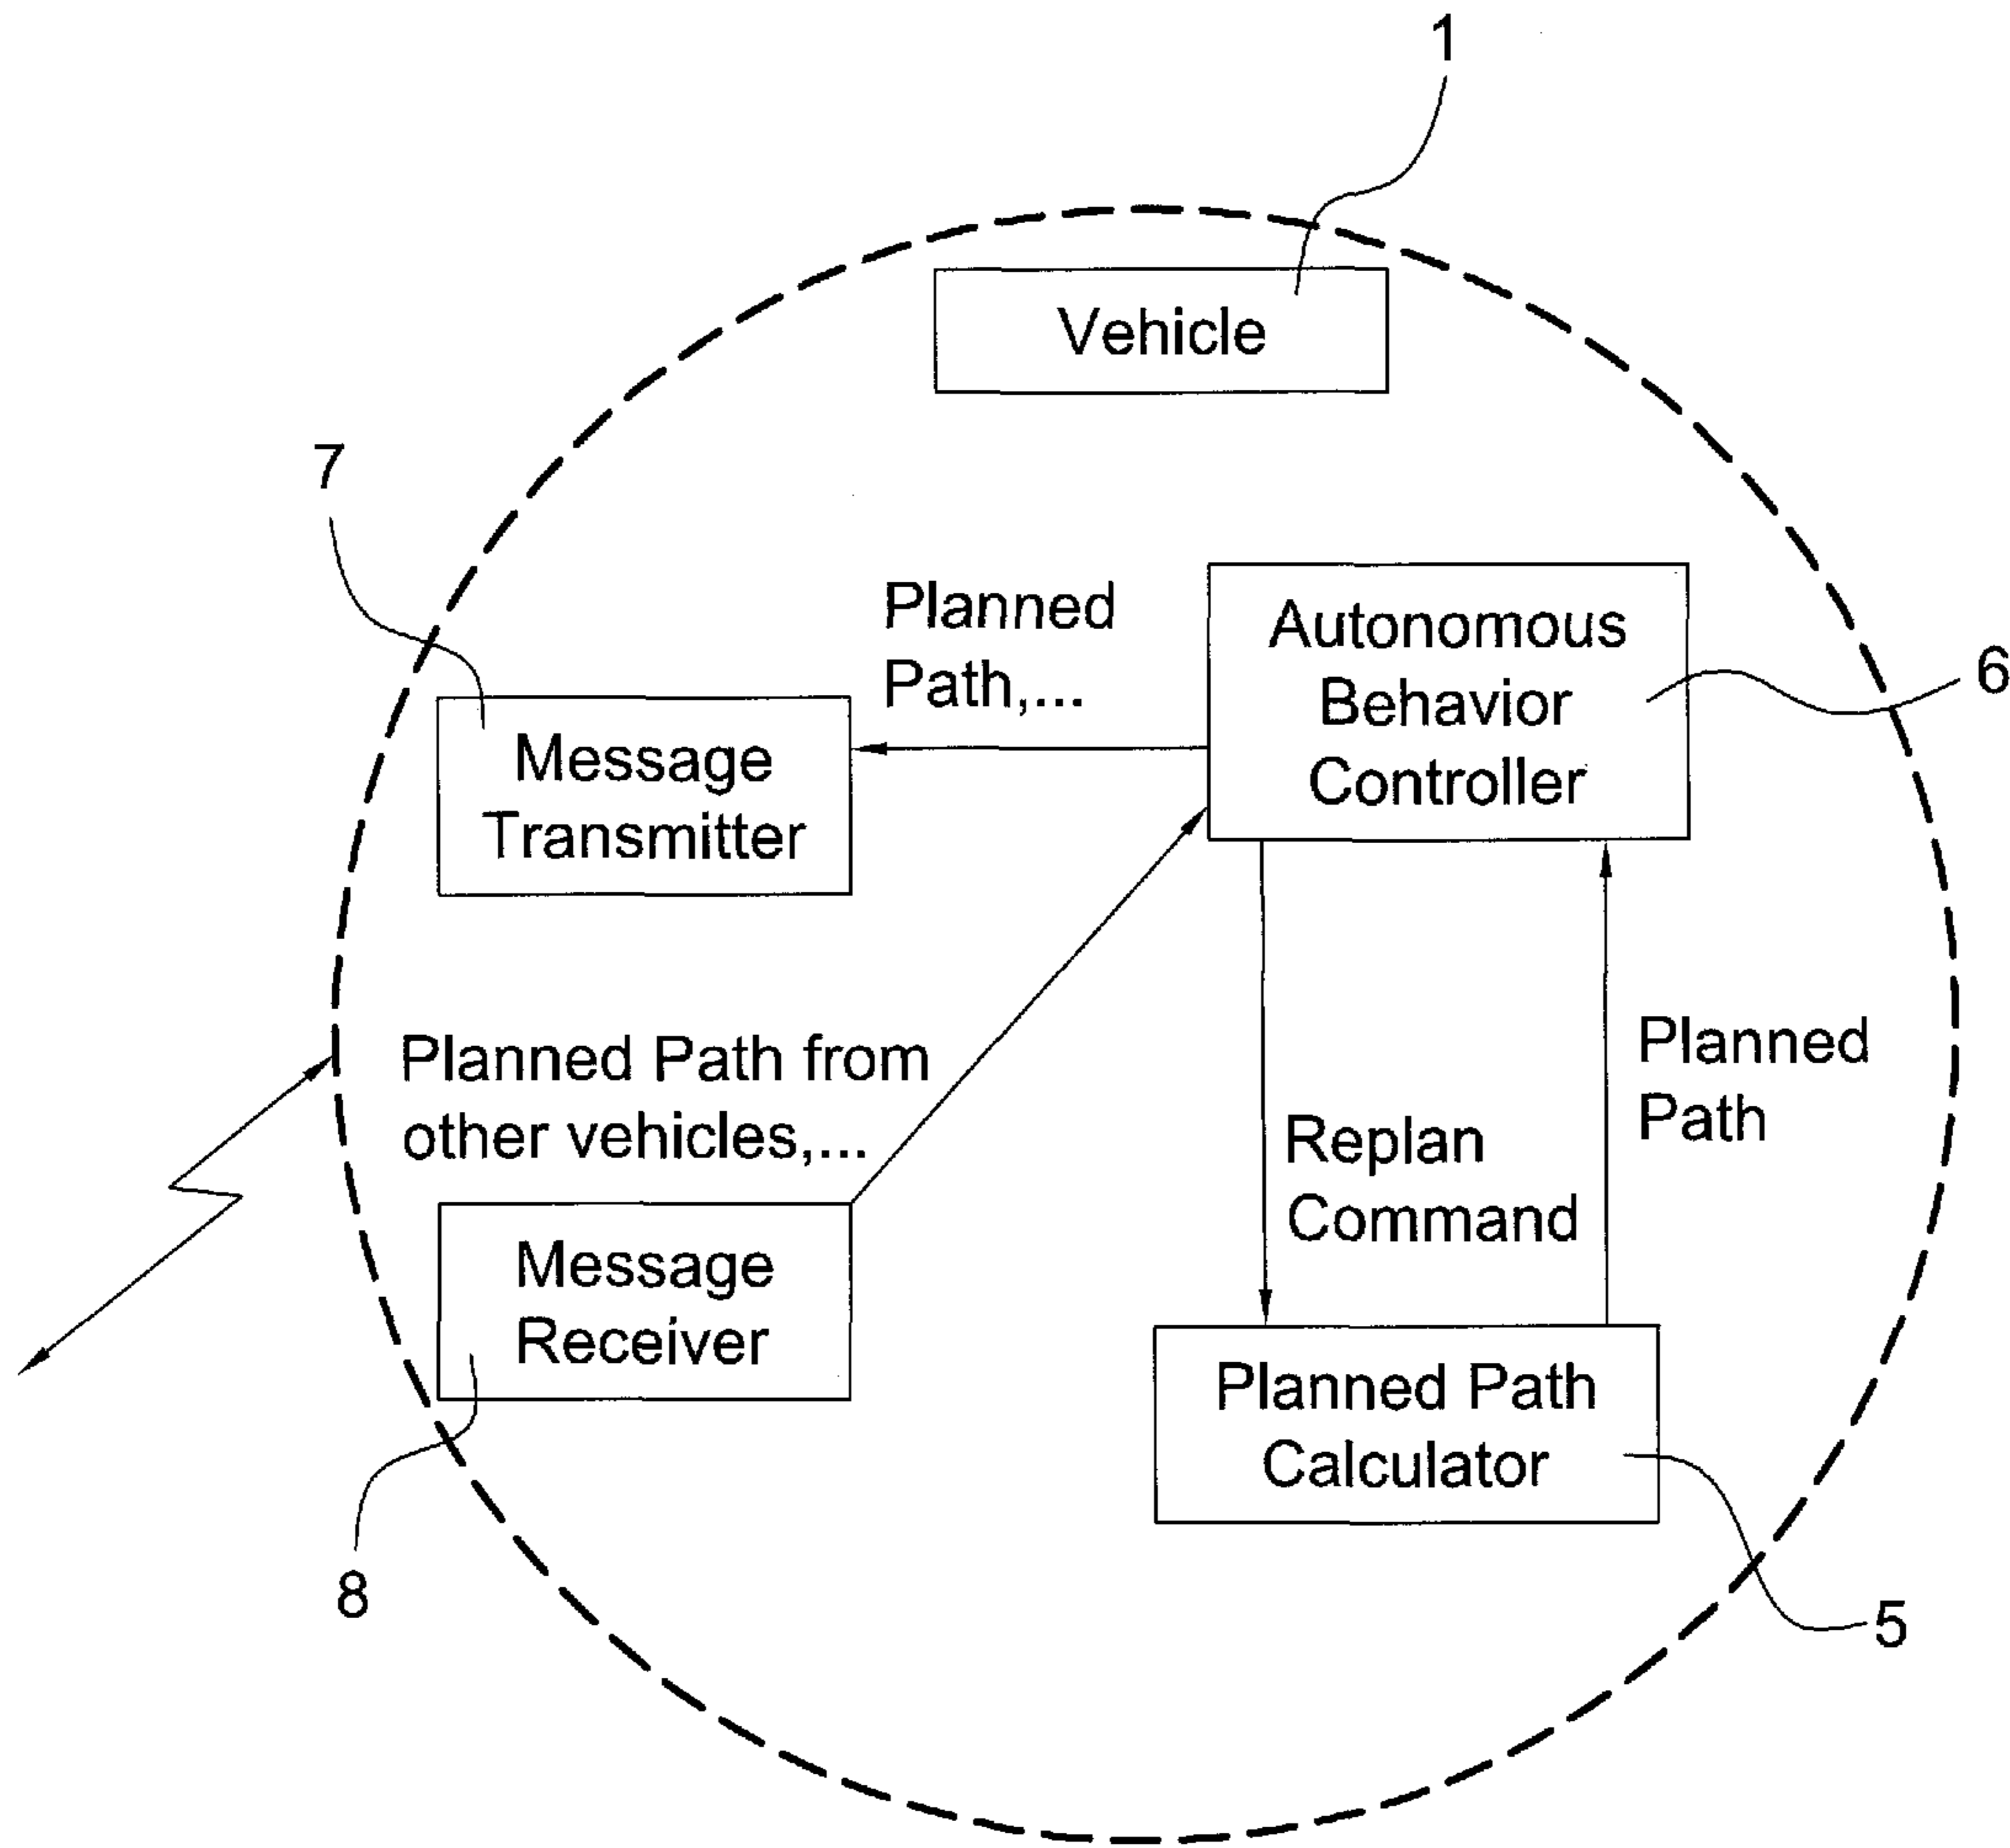 1
Vehicle
7
Planned
Path,...
Autonomous
Behavior
Controller
6
Message
Transmitter
Planned Path from
other vehicles,...
Planned
Path
Replan
Command
Message
Receiver
Planned Path
Calculator
8
5